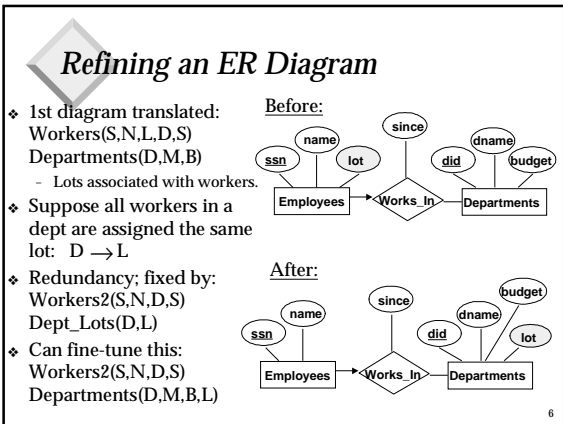 Refining an ER Diagram
❖ 1st diagram translated:
Workers(S,N,L,D,S)
Departments(D,M,B)
– Lots associated with workers.
❖ Suppose all workers in a
dept are assigned the same
lot: D → L
❖ Redundancy; fixed by:
Workers2(S,N,D,S)
Dept_Lots(D,L)
❖ Can fine-tune this:
Workers2(S,N,D,S)
Departments(D,M,B,L)
Before:
since
name
dname
ssn
lot
did
budget
Employees
Works_In
Departments
After:
budget
since
name
dname
ssn
did
lot
Employees
Works_In
Departments
6